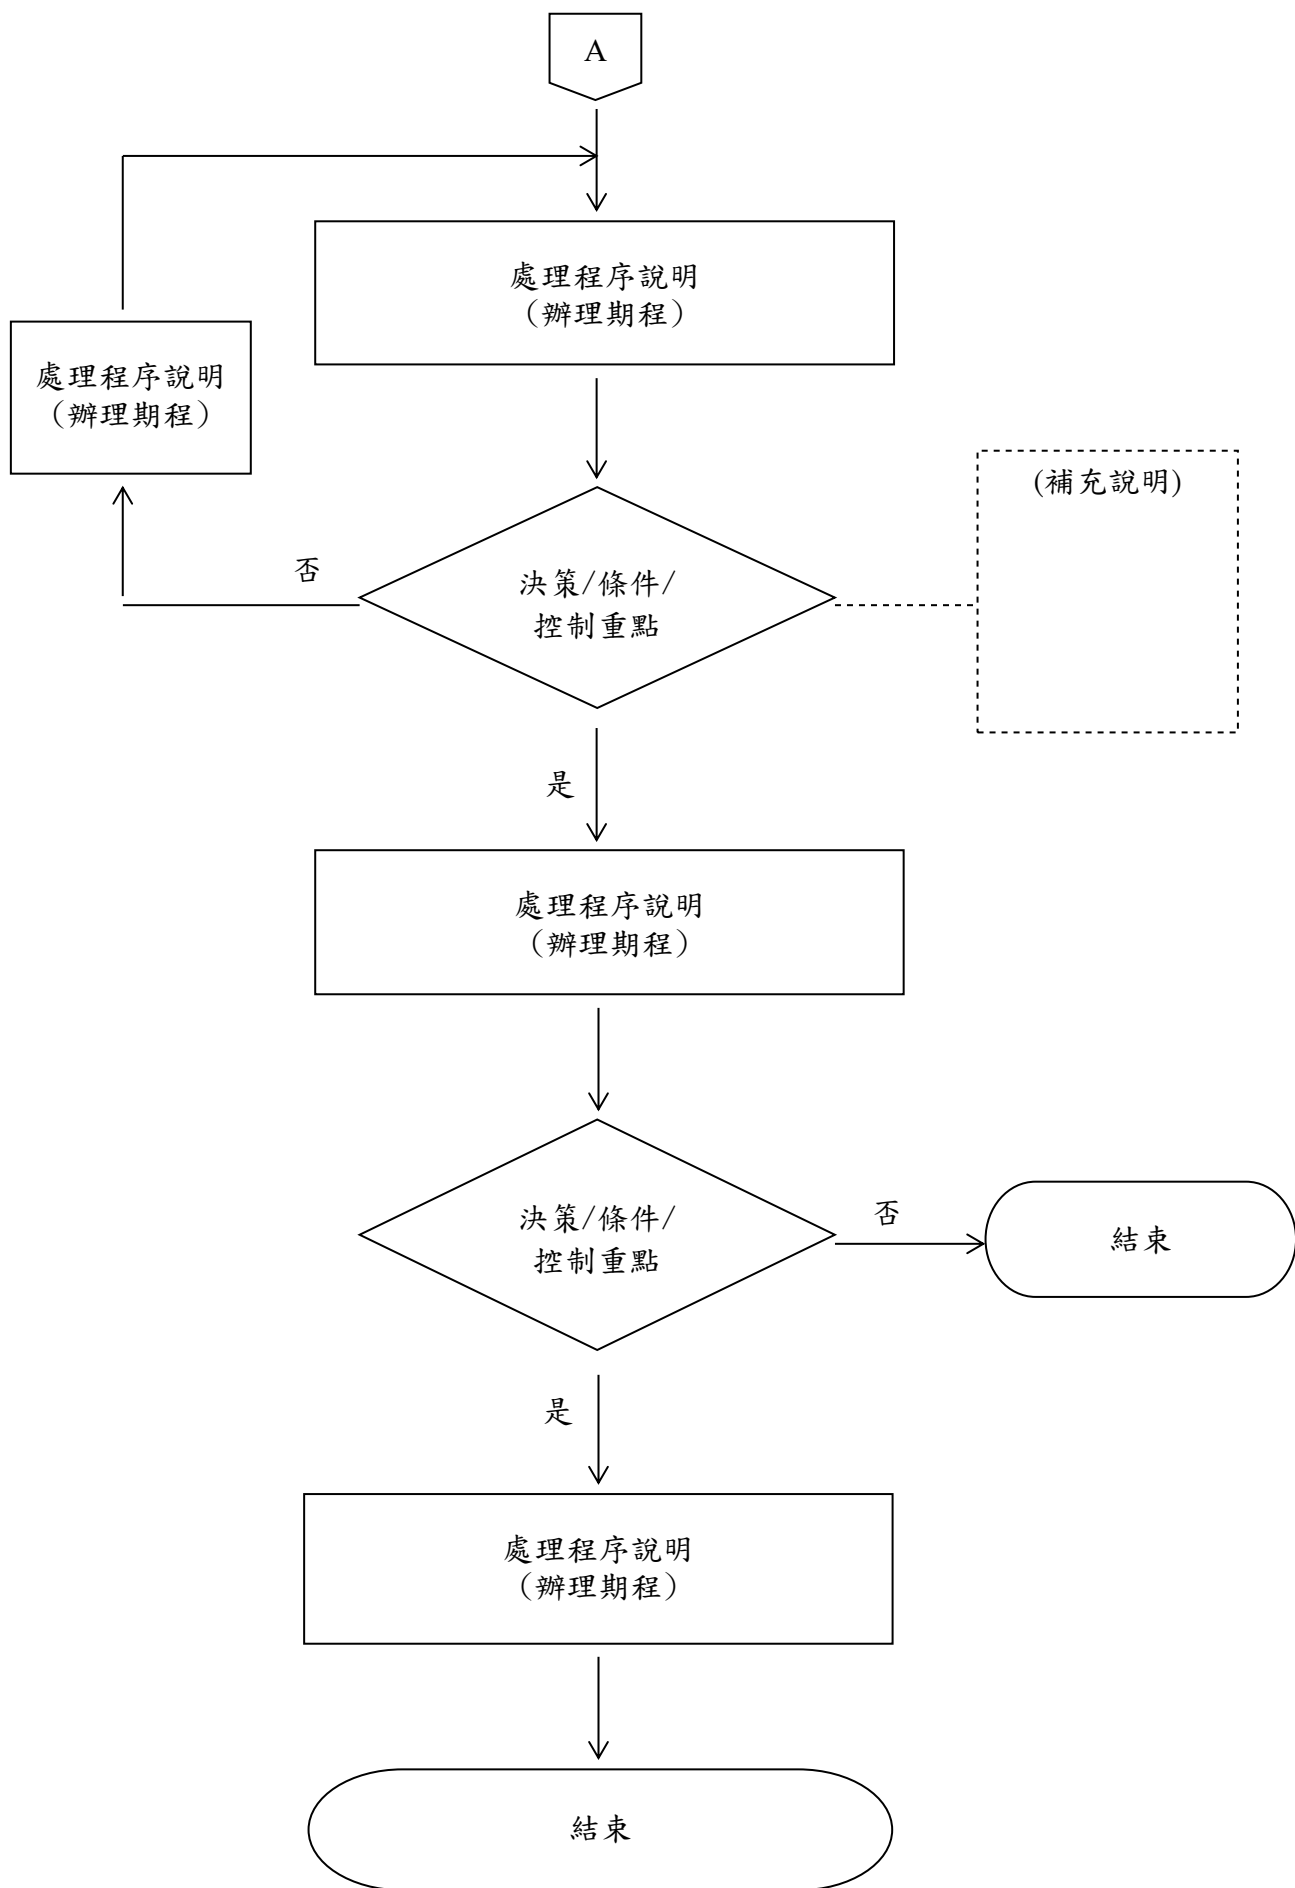 A
處理程序說明
（辦理期程）
處理程序說明
（辦理期程）
(補充說明)
否
決策/條件/
控制重點
是
處理程序說明
（辦理期程）
決策/條件/
控制重點
否
結束
是
處理程序說明
（辦理期程）
結束